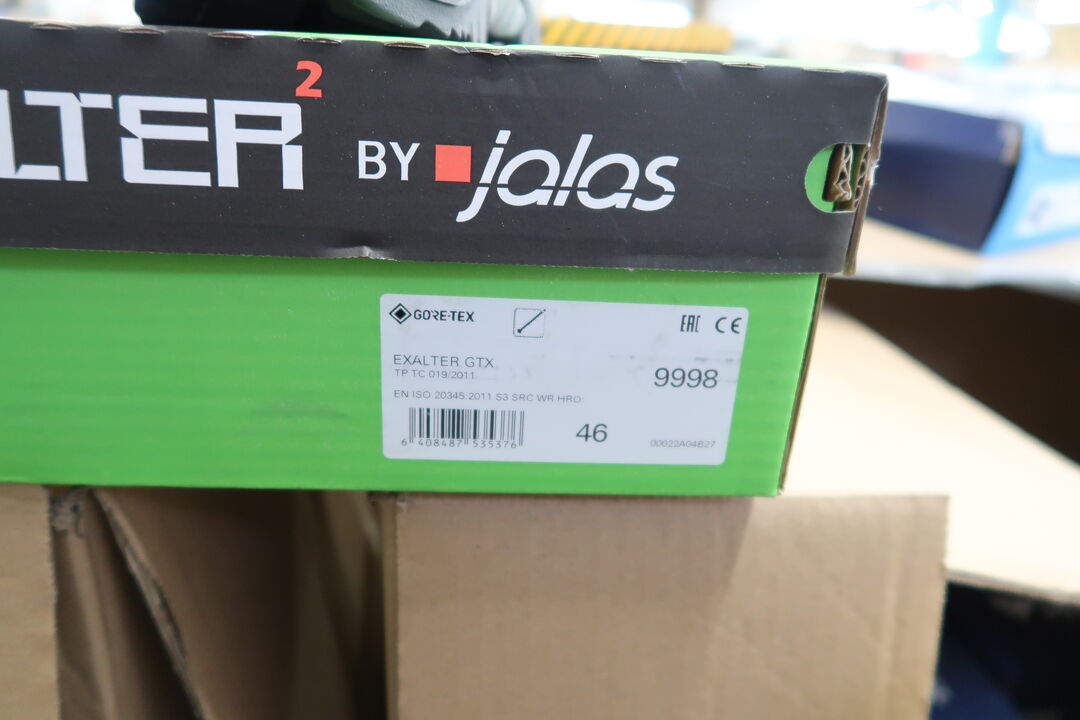 LTER²
BY jalas
GORE-TEX
EAC CE
EXALTER GTX
TP TC 019/2011
9998
EN ISO 20345:2011 S3 SRC WR HRO:
6 408487 535376
46
00022A04B27